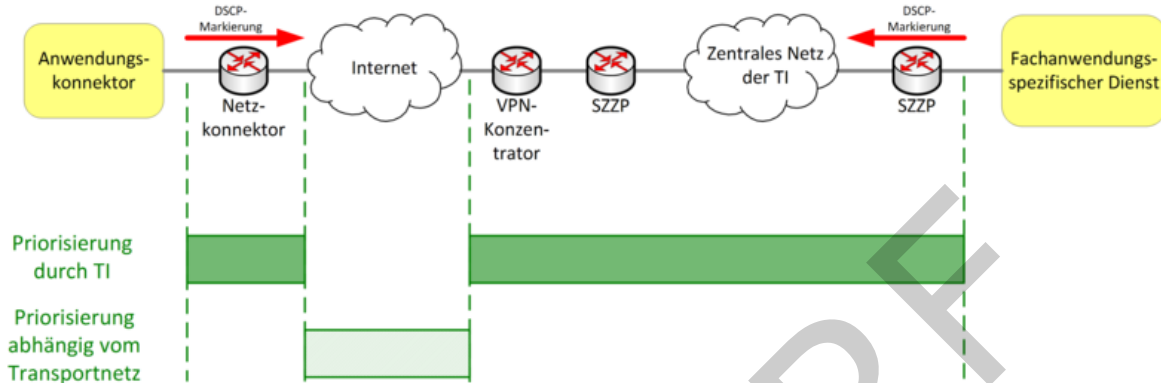 DSCP-
Markierung
DSCP-
Markierung
Anwendungs-
konnektor
Internet
Zentrales Netz
der TI
Fachanwendungs-
spezifischer Dienst
Netz-
konnektor
VPN-
Konzen-
trator
SZZP
SZZP
Priorisierung
durch TI
Priorisierung
abhängig vom
Transportnetz